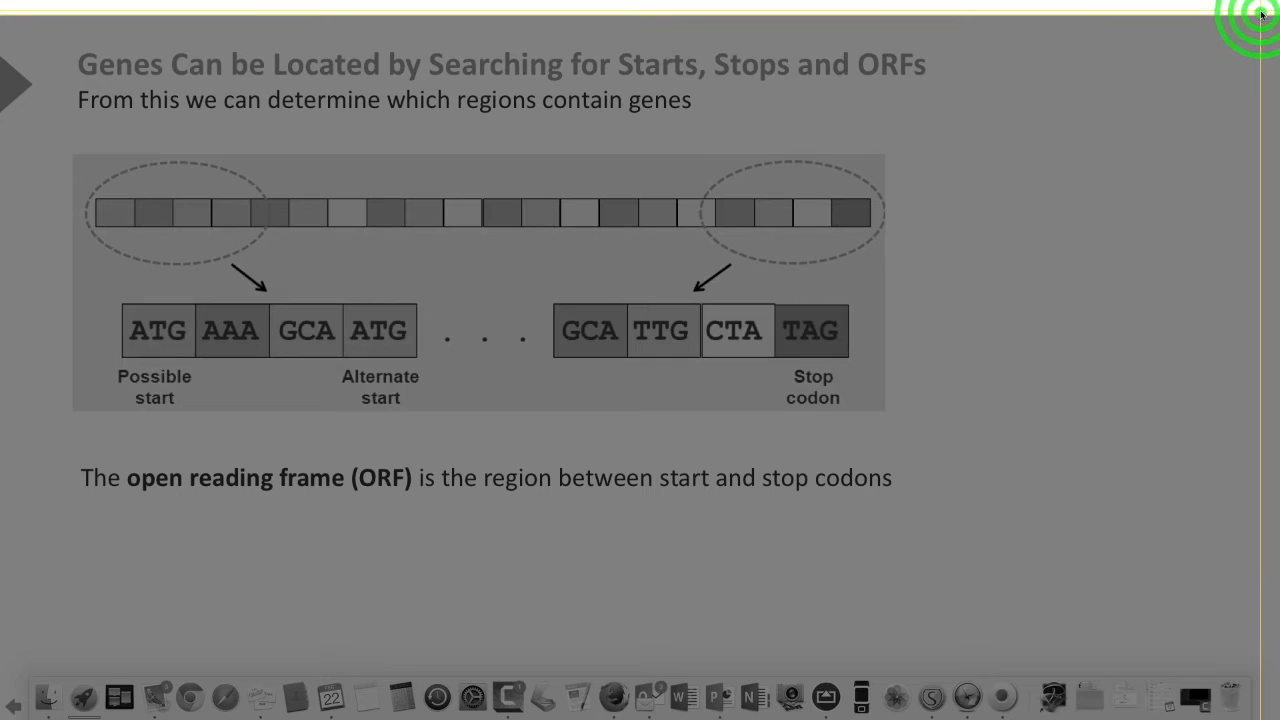 Genes Can be Located by Searching for Starts, Stops and ORFs
From this we can determine which regions contain genes
ATG AAA GCA ATG . . . GCA TTG CTA TAG
Possible start
Alternate start
Stop codon
The open reading frame (ORF) is the region between start and stop codons
22